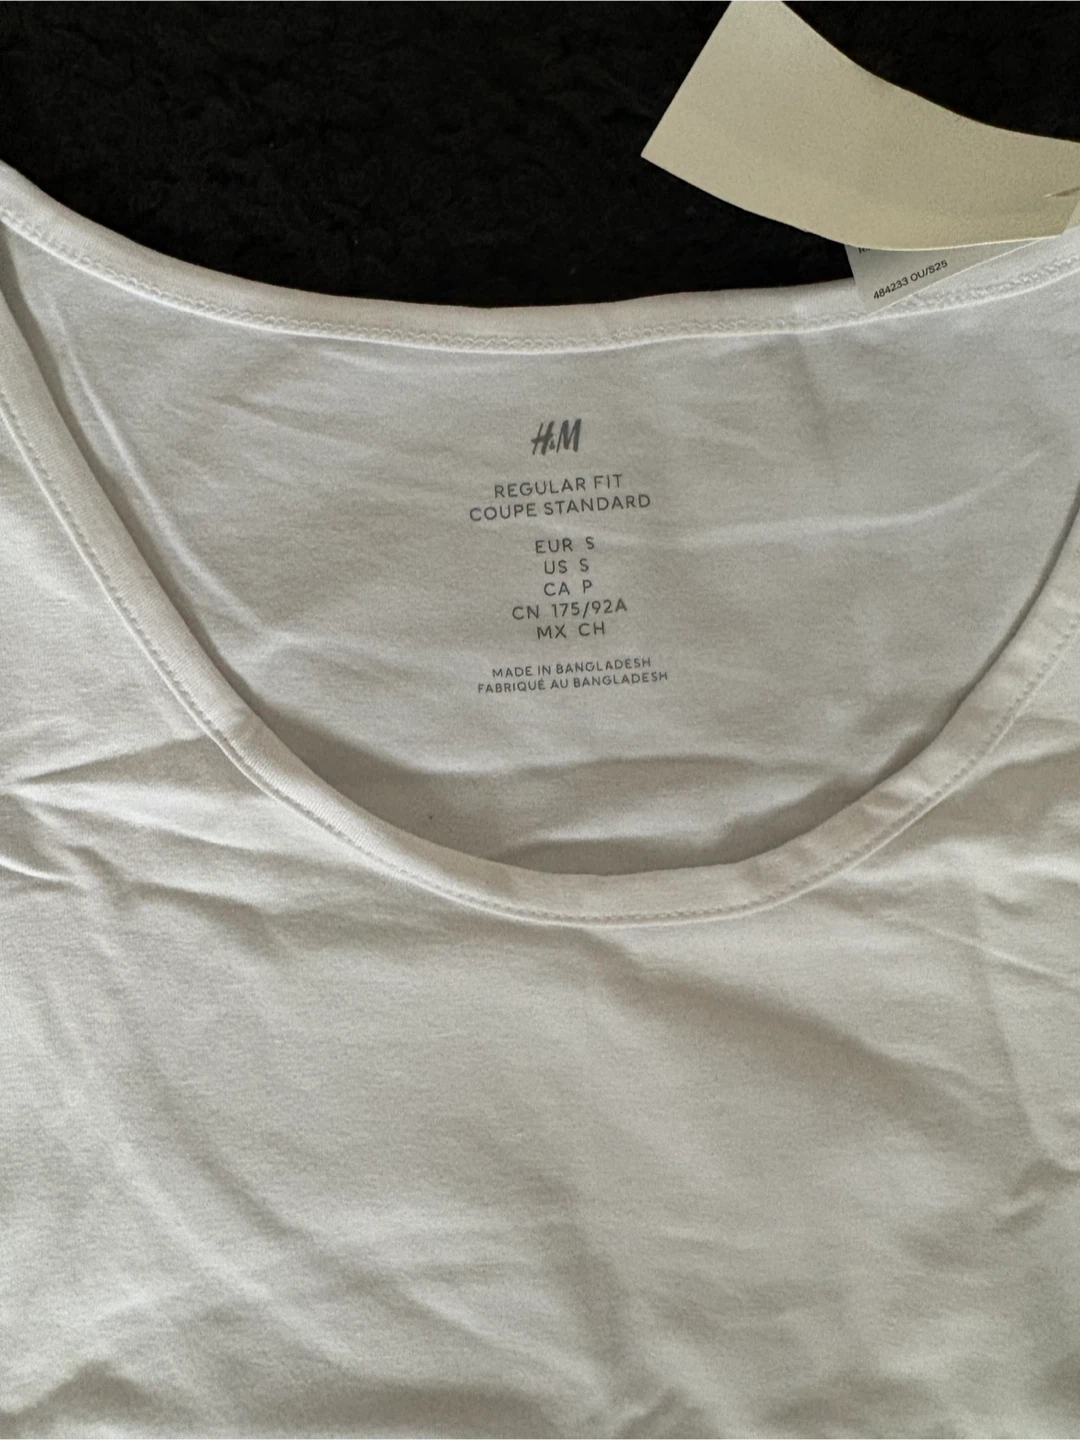 484233 OU/S25
H&M
REGULAR FIT
COUPE STANDARD
EUR S
US S
CA P
CN 175/92A
MX CH
MADE IN BANGLADESH
FABRIQUÉ AU BANGLADESH